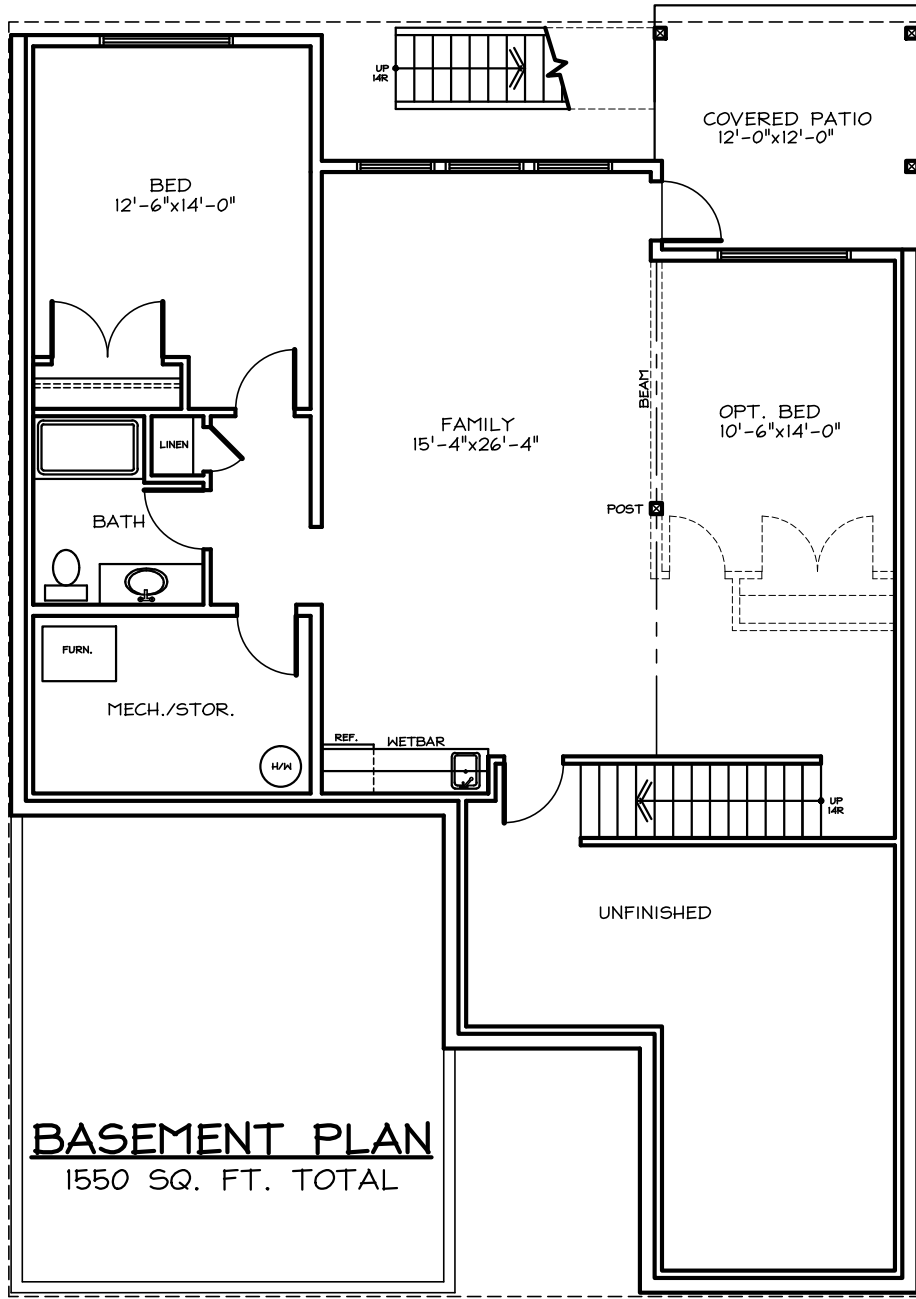 UP
14R
COVERED PATIO
12'-0"x12'-0"
BED
12'-6"x14'-0"
BEAM
FAMILY
15'-4"x26'-4"
OPT. BED
10'-6"x14'-0"
LINEN
POST
BATH
FURN.
MECH./STOR.
REF.
WETBAR
H/W
UP
14R
UNFINISHED
BASEMENT PLAN
1550 SQ. FT. TOTAL